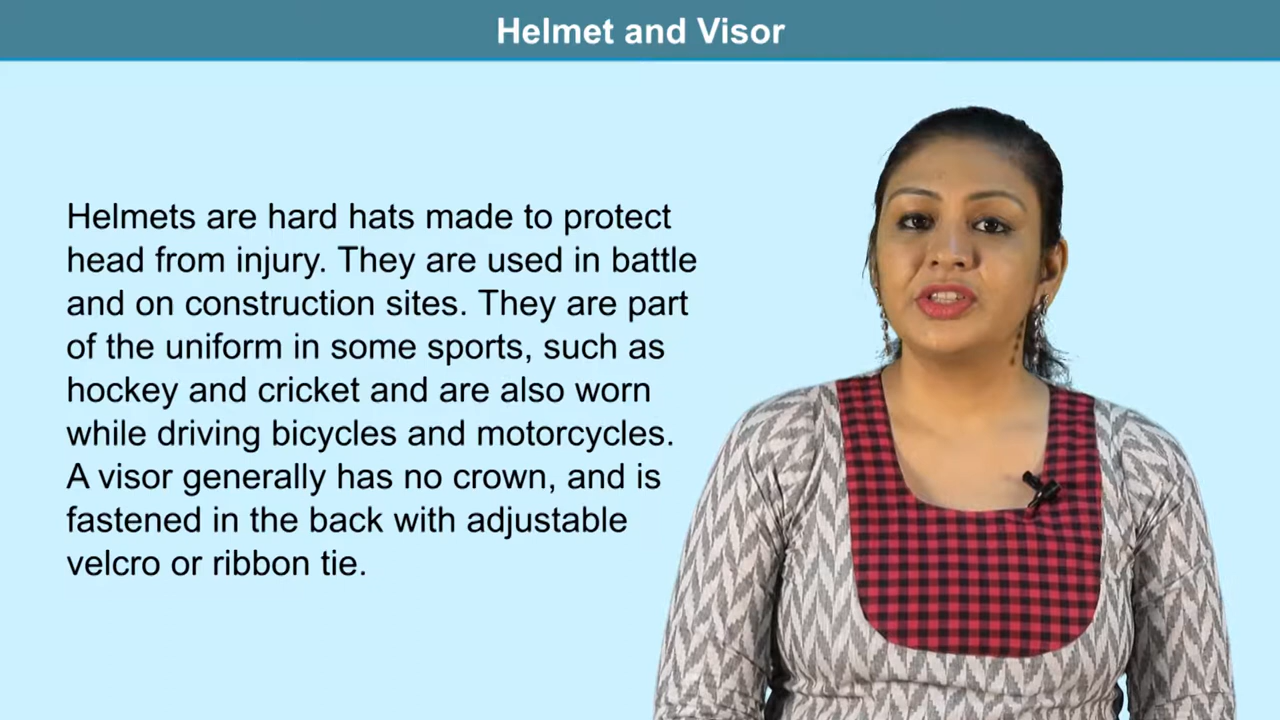 Helmet and Visor
Helmets are hard hats made to protect
head from injury. They are used in battle
and on construction sites. They are part
of the uniform in some sports, such as
hockey and cricket and are also worn
while driving bicycles and motorcycles.
A visor generally has no crown, and is
fastened in the back with adjustable
velcro or ribbon tie.